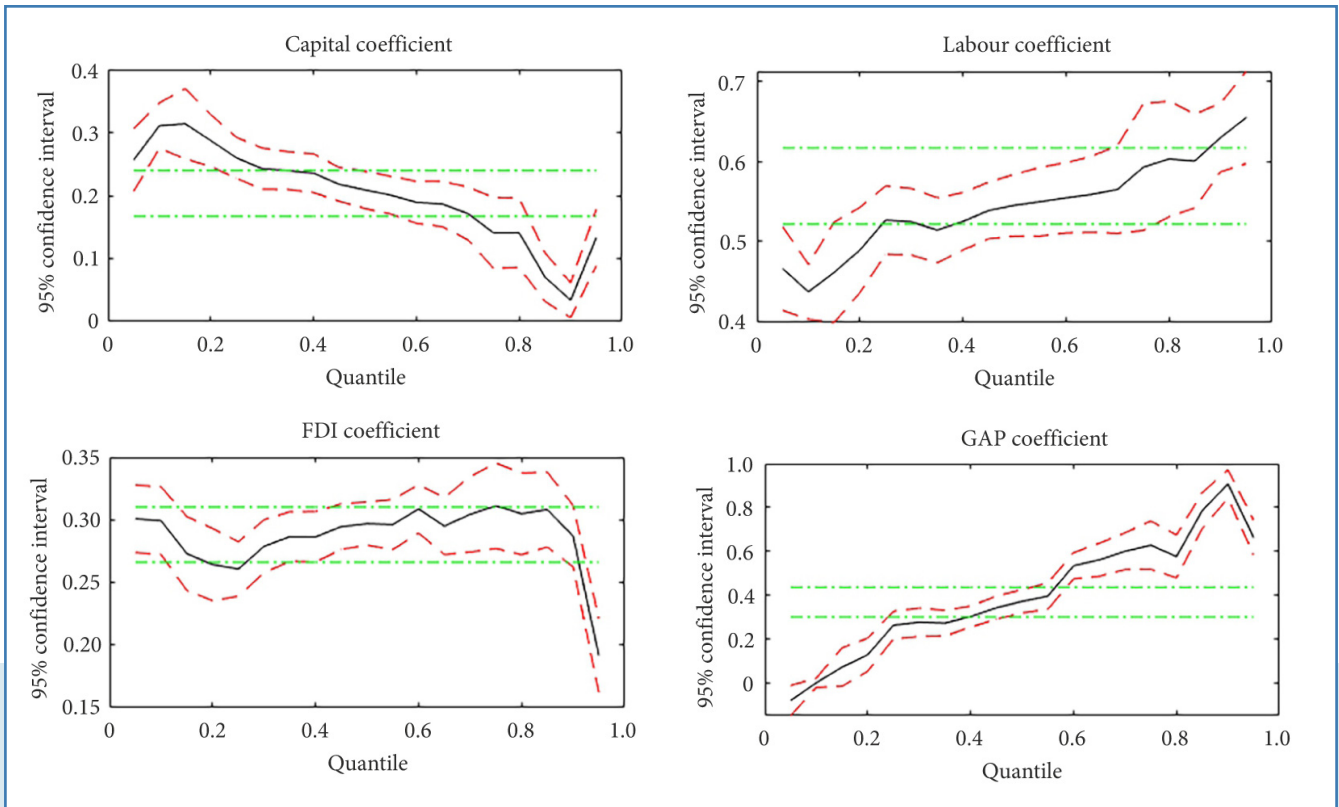 Capital coefficient
95% confidence interval
0.4
0.3
0.2
0.1
0
0 0.2 0.4 0.6 0.8 1.0
Quantile
Labour coefficient
95% confidence interval
0.7
0.6
0.5
0.4
0 0.2 0.4 0.6 0.8 1.0
Quantile
FDI coefficient
95% confidence interval
0.35
0.30
0.25
0.20
0.15
0 0.2 0.4 0.6 0.8 1.0
Quantile
GAP coefficient
95% confidence interval
1.0
0.8
0.6
0.4
0.2
0
0 0.2 0.4 0.6 0.8 1.0
Quantile